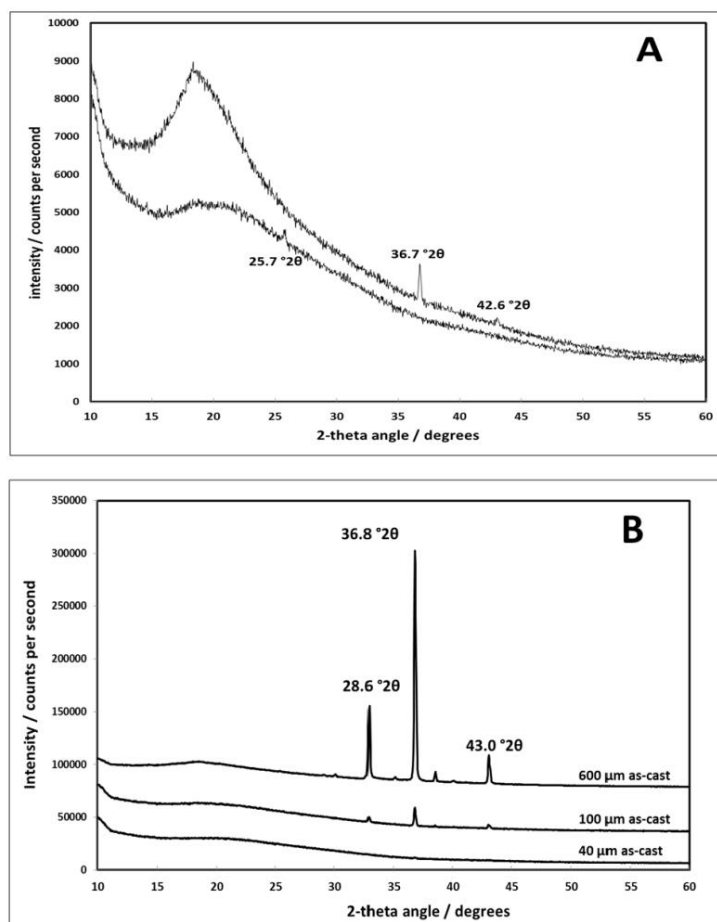 A
10000
9000
8000
7000
6000
5000
4000
3000
2000
1000
0
intensity / counts per second
25.7 °2θ
36.7 °2θ
42.6 °2θ
10 15 20 25 30 35 40 45 50 55 60
2-theta angle / degrees
B
350000
300000
250000
200000
150000
100000
50000
0
Intensity / counts per second
36.8 °2θ
28.6 °2θ
43.0 °2θ
600 µm as-cast
100 µm as-cast
40 µm as-cast
10 15 20 25 30 35 40 45 50 55 60
2-theta angle / degrees